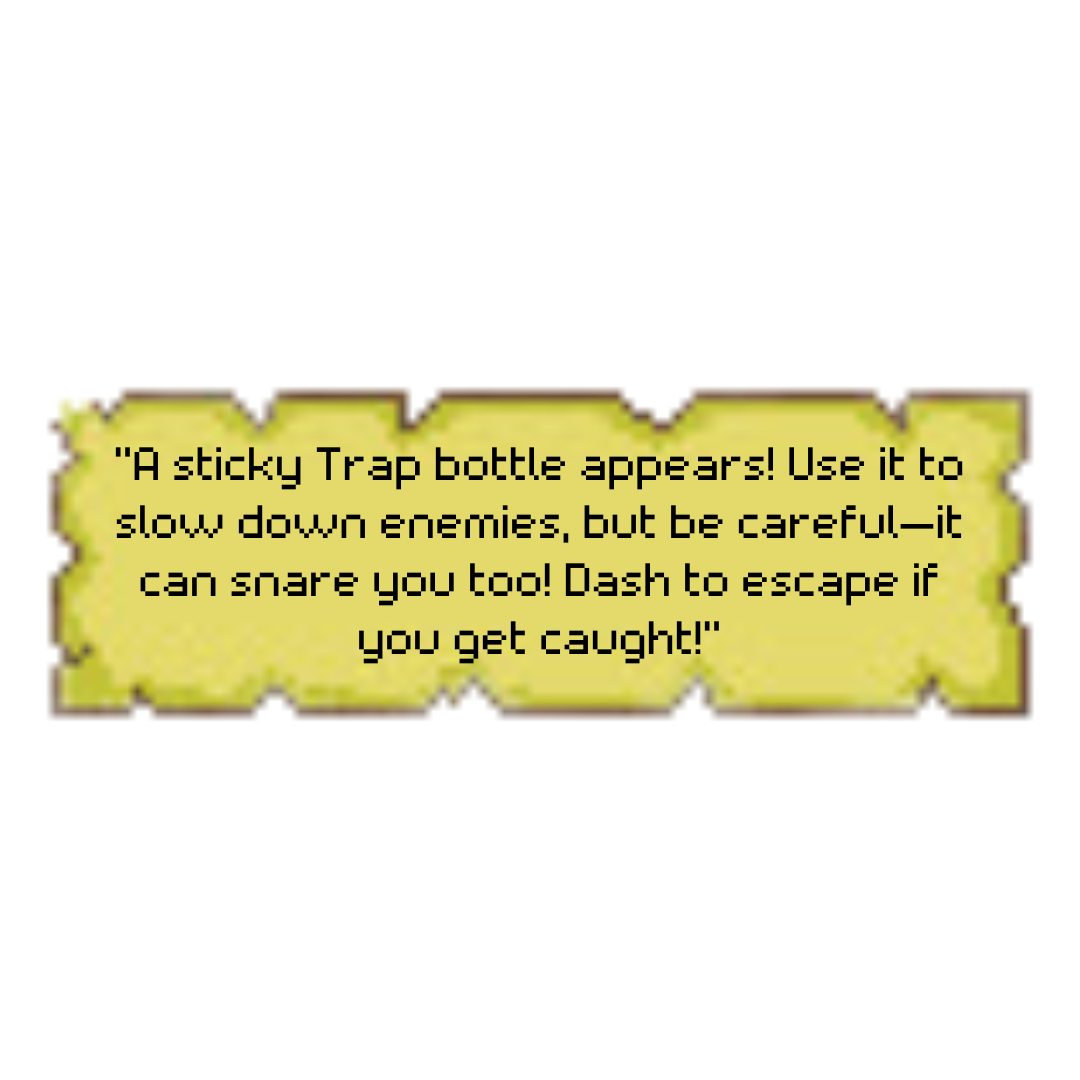 "A sticky Trap bottle appears! Use it to
slow down enemies, but be careful—it
can snare you too! Dash to escape if
you get caught!"